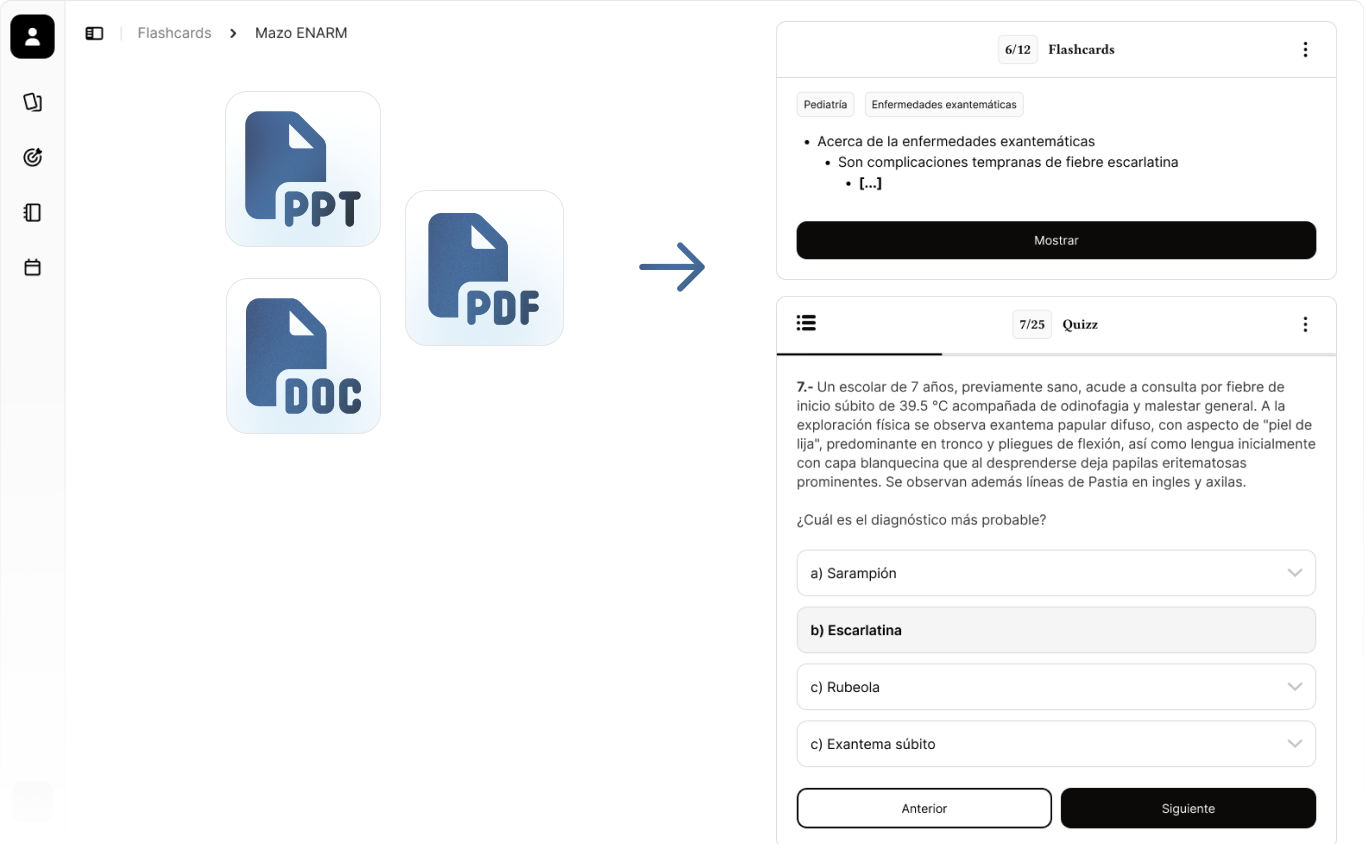 Flashcards > Mazo ENARM
PPT
PDF
DOC
6/12 Flashcards
Pediatría Enfermedades exantemáticas
• Acerca de la enfermedades exantemáticas
• Son complicaciones tempranas de fiebre escarlatina
• [...]
Mostrar
7/25 Quizz
7.- Un escolar de 7 años, previamente sano, acude a consulta por fiebre de
inicio súbito de 39.5 °C acompañada de odinofagia y malestar general. A la
exploración física se observa exantema papular difuso, con aspecto de "piel de
lija", predominante en tronco y pliegues de flexión, así como lengua inicialmente
con capa blanquecina que al desprenderse deja papilas eritematosas
prominentes. Se observan además líneas de Pastia en ingles y axilas.
¿Cuál es el diagnóstico más probable?
a) Sarampión
b) Escarlatina
c) Rubeola
c) Exantema súbito
Anterior
Siguiente